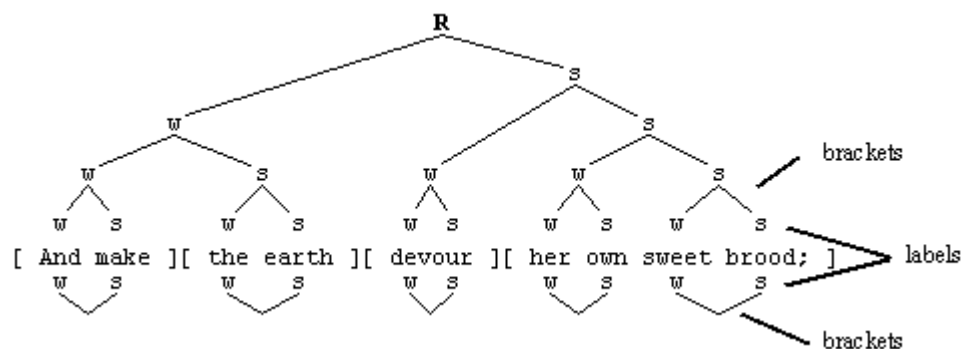 R
S
W S
brackets
W S W W S
W S W S W S W S W S
[ And make ][ the earth ][ devour ][ her own sweet brood; ]
labels
W S W S W S W S W S
brackets